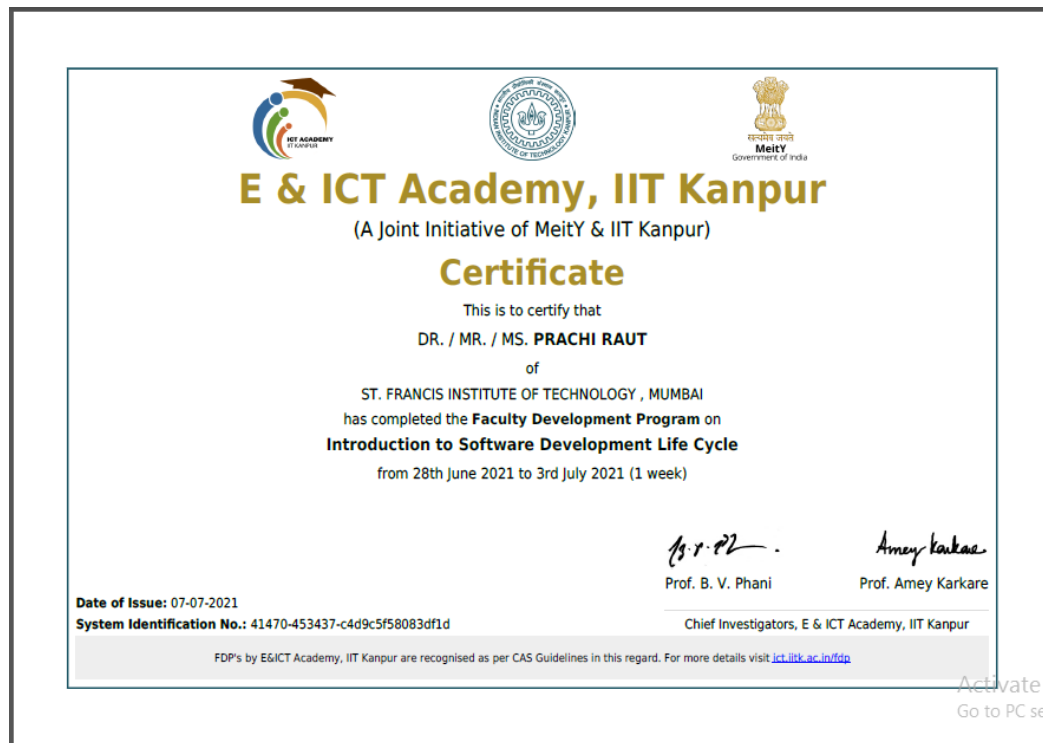 ICT ACADEMY
IIT KANPUR
INDIAN INSTITUTE OF TECHNOLOGY KANPUR
सत्यमेव जयते
MeitY
Government of India
E & ICT Academy, IIT Kanpur
(A Joint Initiative of MeitY & IIT Kanpur)
Certificate
This is to certify that
DR. / MR. / MS. PRACHI RAUT
of
ST. FRANCIS INSTITUTE OF TECHNOLOGY , MUMBAI
has completed the Faculty Development Program on
Introduction to Software Development Life Cycle
from 28th June 2021 to 3rd July 2021 (1 week)
Amey Karkare
Prof. B. V. Phani Prof. Amey Karkare
Date of Issue: 07-07-2021
System Identification No.: 41470-453437-c4d9c5f58083df1d Chief Investigators, E & ICT Academy, IIT Kanpur
FDP's by E&ICT Academy, IIT Kanpur are recognised as per CAS Guidelines in this regard. For more details visit ict.iitk.ac.in/fdp
Activate
Go to PC se